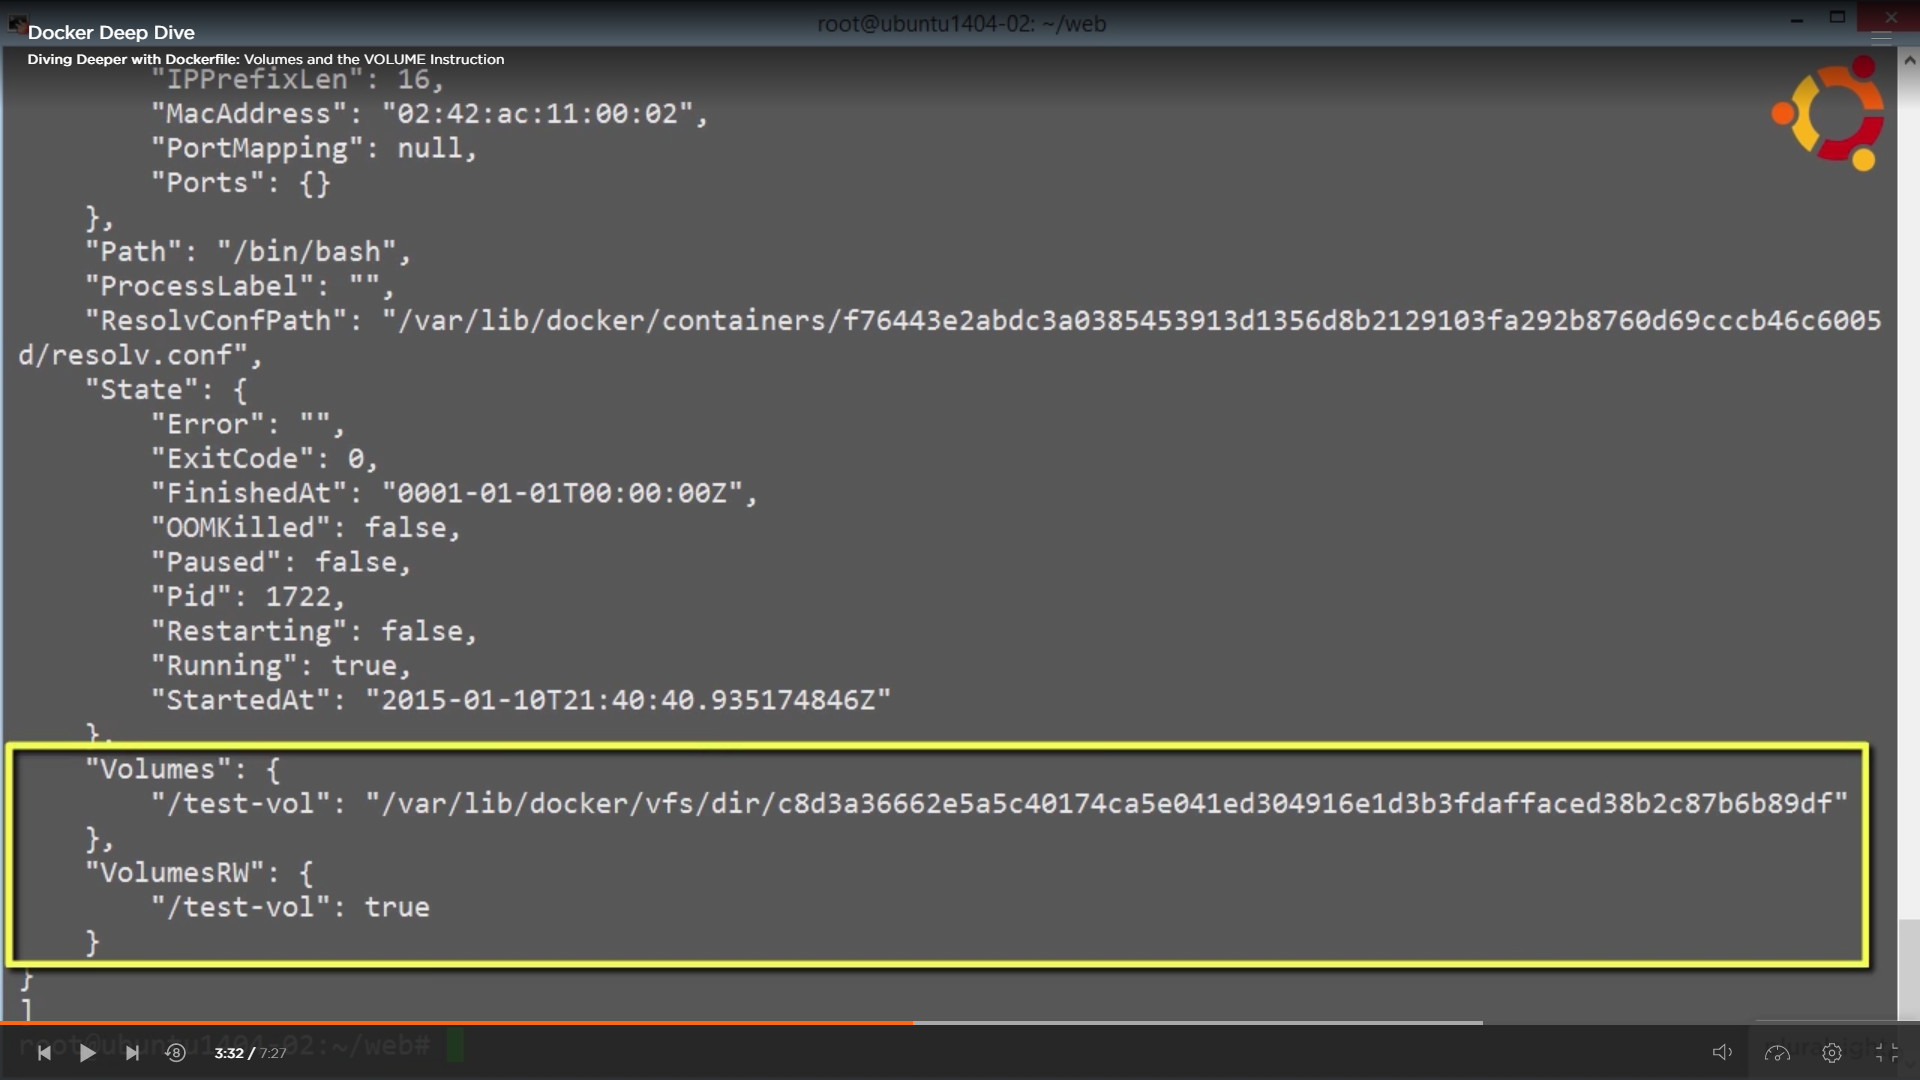 root@ubuntu1404-02: ~/web
Docker Deep Dive
Diving Deeper with Dockerfile: Volumes and the VOLUME Instruction
"IPPrefixLen": 16,
"MacAddress": "02:42:ac:11:00:02",
"PortMapping": null,
"Ports": {}
},
"Path": "/bin/bash",
"ProcessLabel": "",
"ResolvConfPath": "/var/lib/docker/containers/f76443e2abdc3a0385453913d1356d8b2129103fa292b8760d69cccb46c6005
d/resolv.conf",
"State": {
"Error": "",
"ExitCode": 0,
"FinishedAt": "0001-01-01T00:00:00Z",
"OOMKilled": false,
"Paused": false,
"Pid": 1722,
"Restarting": false,
"Running": true,
"StartedAt": "2015-01-10T21:40:40.935174846Z"
},
"Volumes": {
"/test-vol": "/var/lib/docker/vfs/dir/c8d3a36662e5a5c40174ca5e041ed304916e1d3b3fdaffaced38b2c87b6b89df"
},
"VolumesRW": {
"/test-vol": true
}
}
]
root@ubuntu1404-02:~/web#
8
3:32 / 7:27